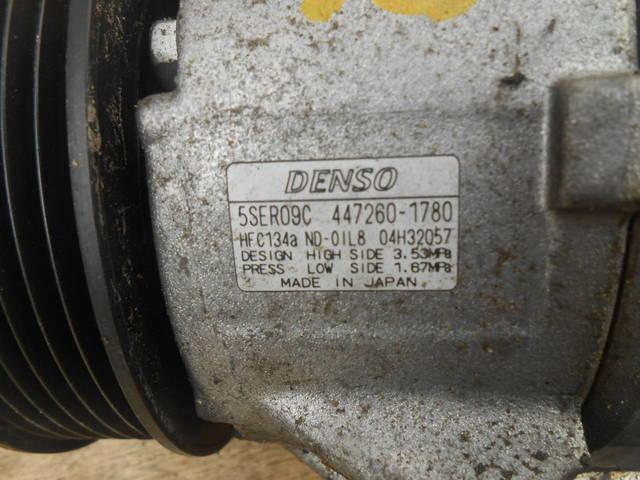 DENSO
5SER09C 447260-1780
HFC134a ND-OIL8 04H32057
DESIGN HIGH SIDE 3.53MPa
PRESS LOW SIDE 1.67MPa
MADE IN JAPAN